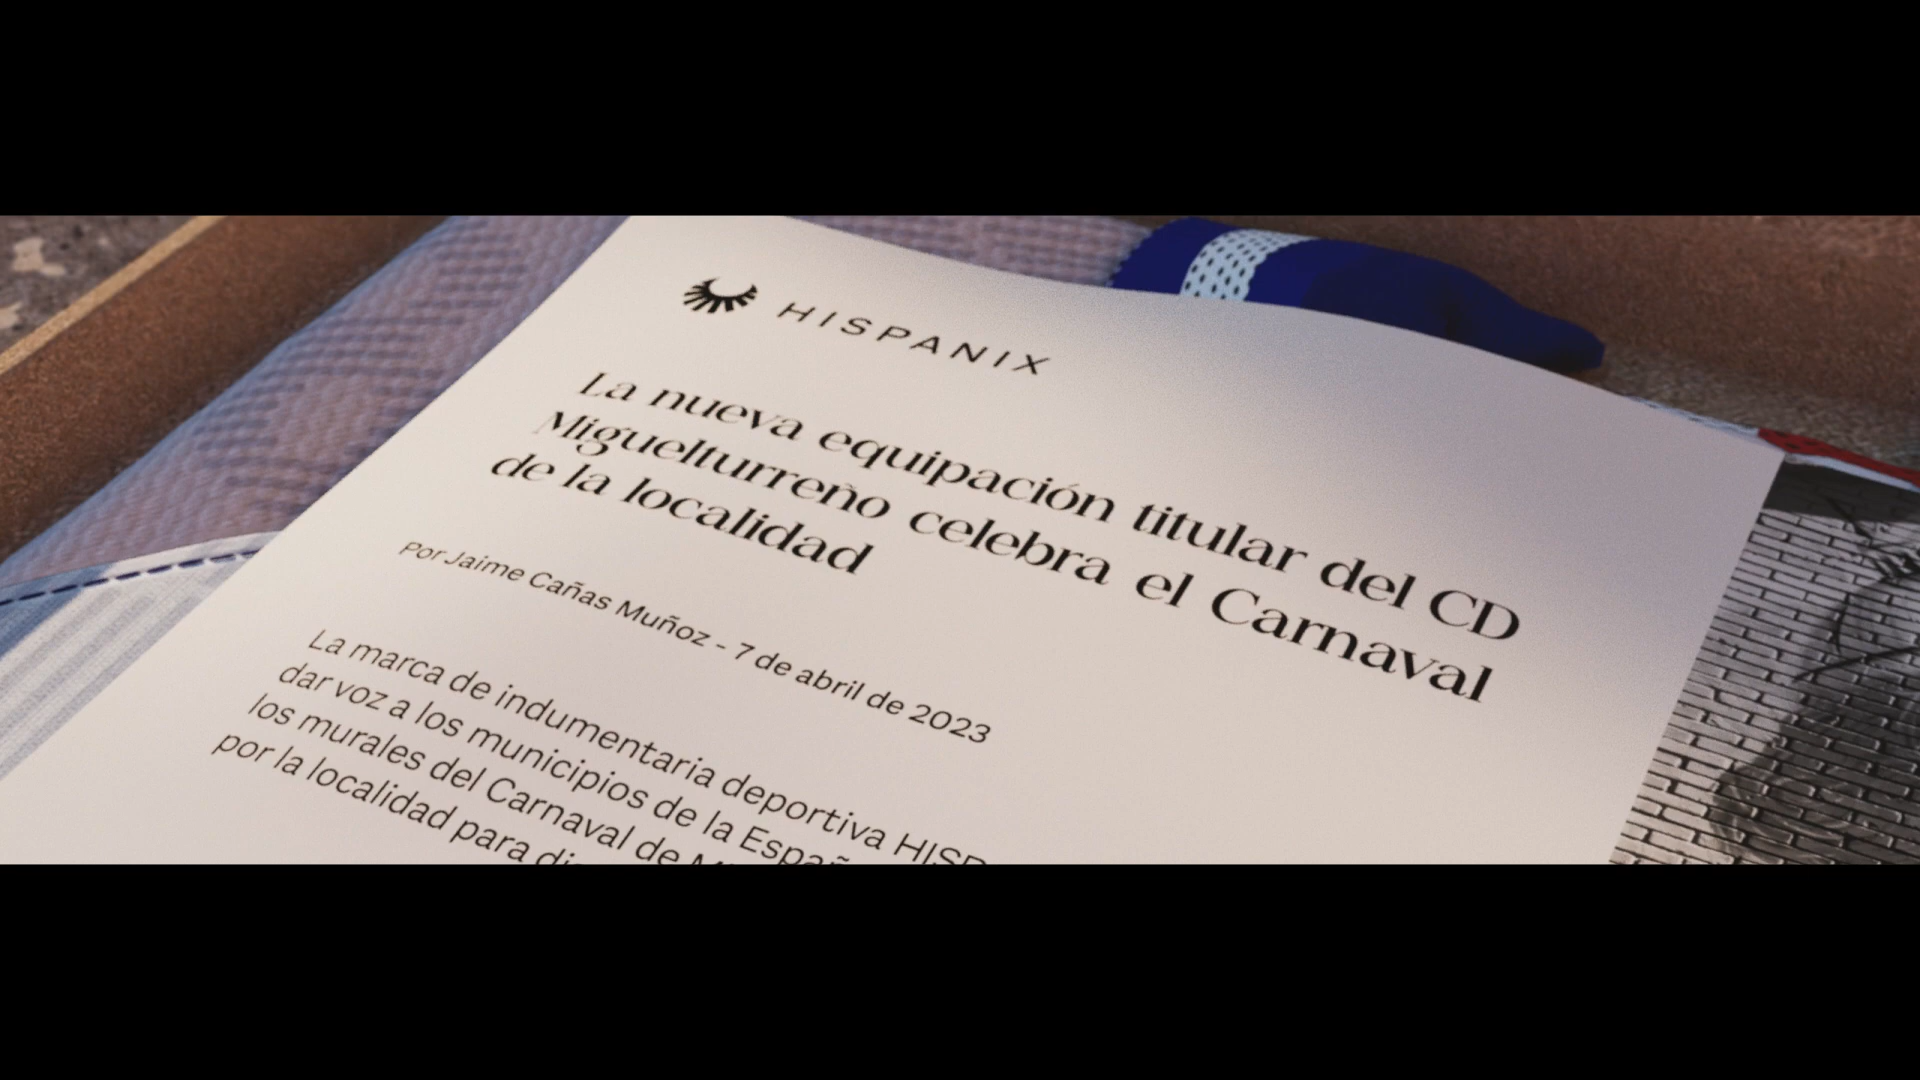 HISPANIX
La nueva equipación titular del CD
Miguelturreño celebra el Carnaval
de la localidad
Por Jaime Cañas Muñoz - 7 de abril de 2023
La marca de indumentaria deportiva
dar voz a los municipios de la
los murales del Carnaval de
por la localidad para